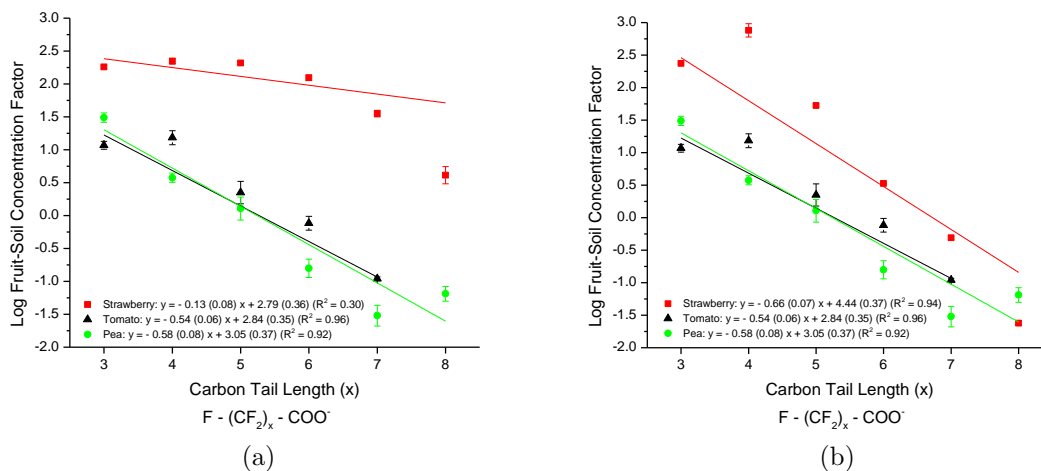 Log Fruit-Soil Concentration Factor
3.0
2.5
2.0
1.5
1.0
0.5
0.0
-0.5
-1.0
-1.5
-2.0
Strawberry: y = - 0.13 (0.08) x + 2.79 (0.36) (R² = 0.30)
Tomato: y = - 0.54 (0.06) x + 2.84 (0.35) (R² = 0.96)
Pea: y = - 0.58 (0.08) x + 3.05 (0.37) (R² = 0.92)
3 4 5 6 7 8
Carbon Tail Length (x)
F - (CF₂)ₓ - COO⁻
(a)
Log Fruit-Soil Concentration Factor
3.0
2.5
2.0
1.5
1.0
0.5
0.0
-0.5
-1.0
-1.5
-2.0
Strawberry: y = - 0.66 (0.07) x + 4.44 (0.37) (R² = 0.94)
Tomato: y = - 0.54 (0.06) x + 2.84 (0.35) (R² = 0.96)
Pea: y = - 0.58 (0.08) x + 3.05 (0.37) (R² = 0.92)
3 4 5 6 7 8
Carbon Tail Length (x)
F - (CF₂)ₓ - COO⁻
(b)